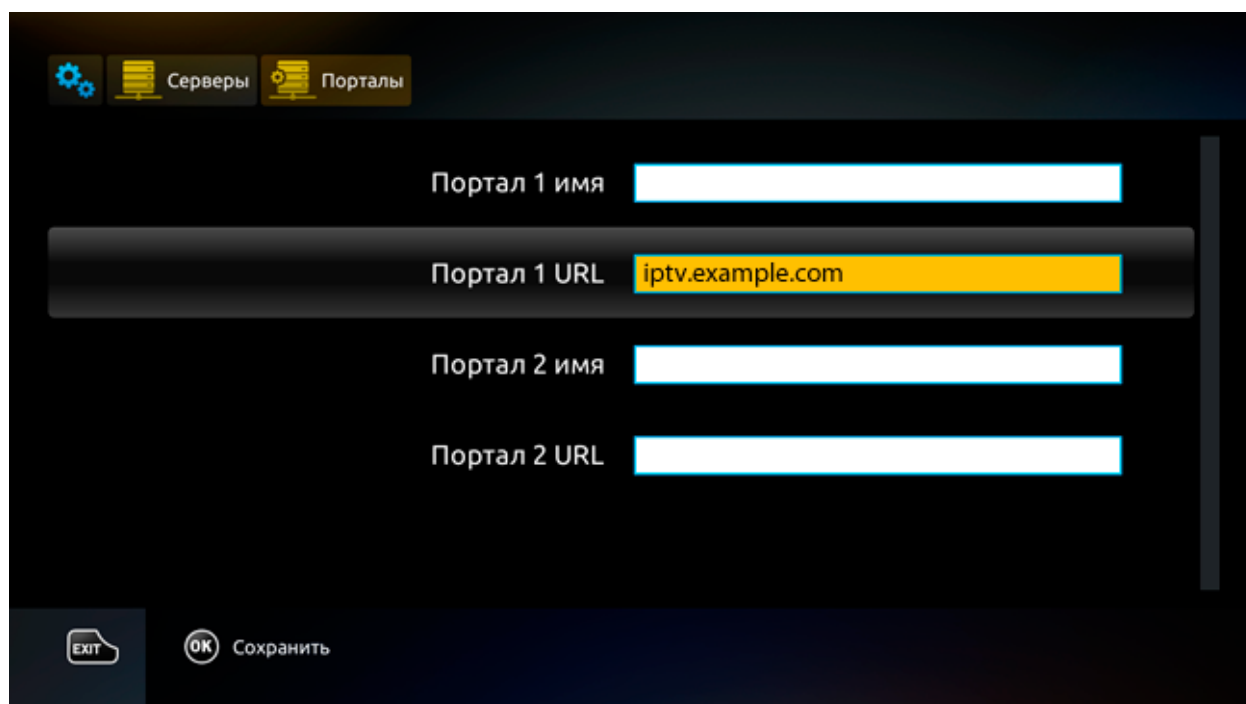 Серверы Порталы
Портал 1 имя
Портал 1 URL iptv.example.com
Портал 2 имя
Портал 2 URL
EXIT OK Сохранить